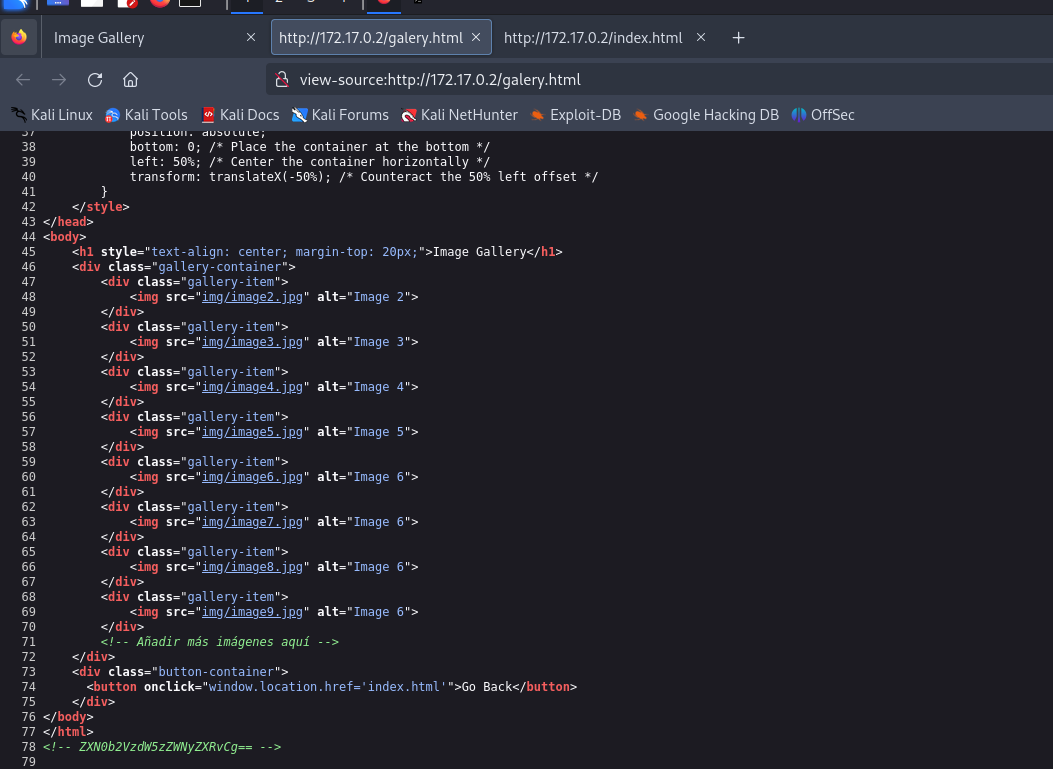 Image Gallery
http://172.17.0.2/galery.html
http://172.17.0.2/index.html
view-source:http://172.17.0.2/galery.html
Kali Linux Kali Tools Kali Docs Kali Forums Kali NetHunter Exploit-DB Google Hacking DB OffSec
37 position: absolute;
38 bottom: 0; /* Place the container at the bottom */
39 left: 50%; /* Center the container horizontally */
40 transform: translateX(-50%); /* Counteract the 50% left offset */
41 }
42 </style>
43 </head>
44 <body>
45 <h1 style="text-align: center; margin-top: 20px;">Image Gallery</h1>
46 <div class="gallery-container">
47 <div class="gallery-item">
48 <img src="img/image2.jpg" alt="Image 2">
49 </div>
50 <div class="gallery-item">
51 <img src="img/image3.jpg" alt="Image 3">
52 </div>
53 <div class="gallery-item">
54 <img src="img/image4.jpg" alt="Image 4">
55 </div>
56 <div class="gallery-item">
57 <img src="img/image5.jpg" alt="Image 5">
58 </div>
59 <div class="gallery-item">
60 <img src="img/image6.jpg" alt="Image 6">
61 </div>
62 <div class="gallery-item">
63 <img src="img/image7.jpg" alt="Image 6">
64 </div>
65 <div class="gallery-item">
66 <img src="img/image8.jpg" alt="Image 6">
67 </div>
68 <div class="gallery-item">
69 <img src="img/image9.jpg" alt="Image 6">
70 </div>
71 <!-- Añadir más imágenes aquí -->
72 </div>
73 <div class="button-container">
74 <button onclick="window.location.href='index.html'">Go Back</button>
75 </div>
76 </body>
77 </html>
78 <!-- ZXN0b2VzdW5zZWNyZXRvCg== -->
79